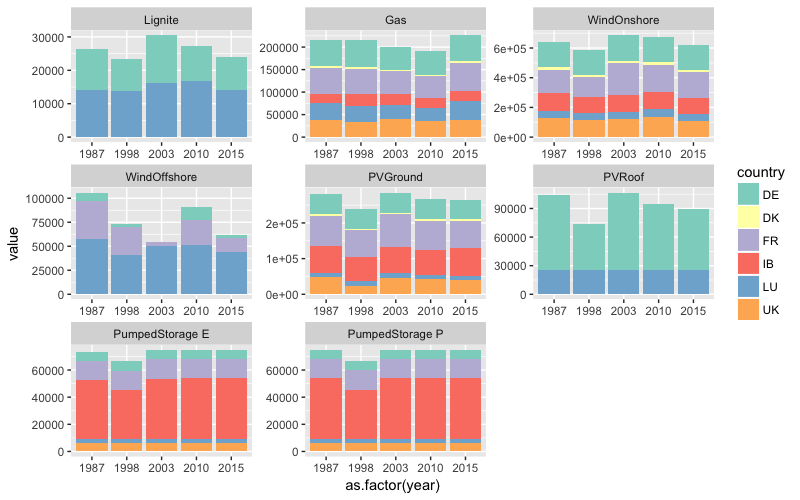 Lignite
Gas
WindOnshore
30000
20000
10000
0
200000
150000
100000
50000
0
6e+05
4e+05
2e+05
0e+00
1987 1998 2003 2010 2015
1987 1998 2003 2010 2015
1987 1998 2003 2010 2015
WindOffshore
PVGround
PVRoof
100000
75000
50000
25000
0
2e+05
1e+05
0e+00
90000
60000
30000
0
1987 1998 2003 2010 2015
1987 1998 2003 2010 2015
1987 1998 2003 2010 2015
PumpedStorage E
PumpedStorage P
60000
40000
20000
0
60000
40000
20000
0
1987 1998 2003 2010 2015
1987 1998 2003 2010 2015
value
as.factor(year)
country
DE
DK
FR
IB
LU
UK